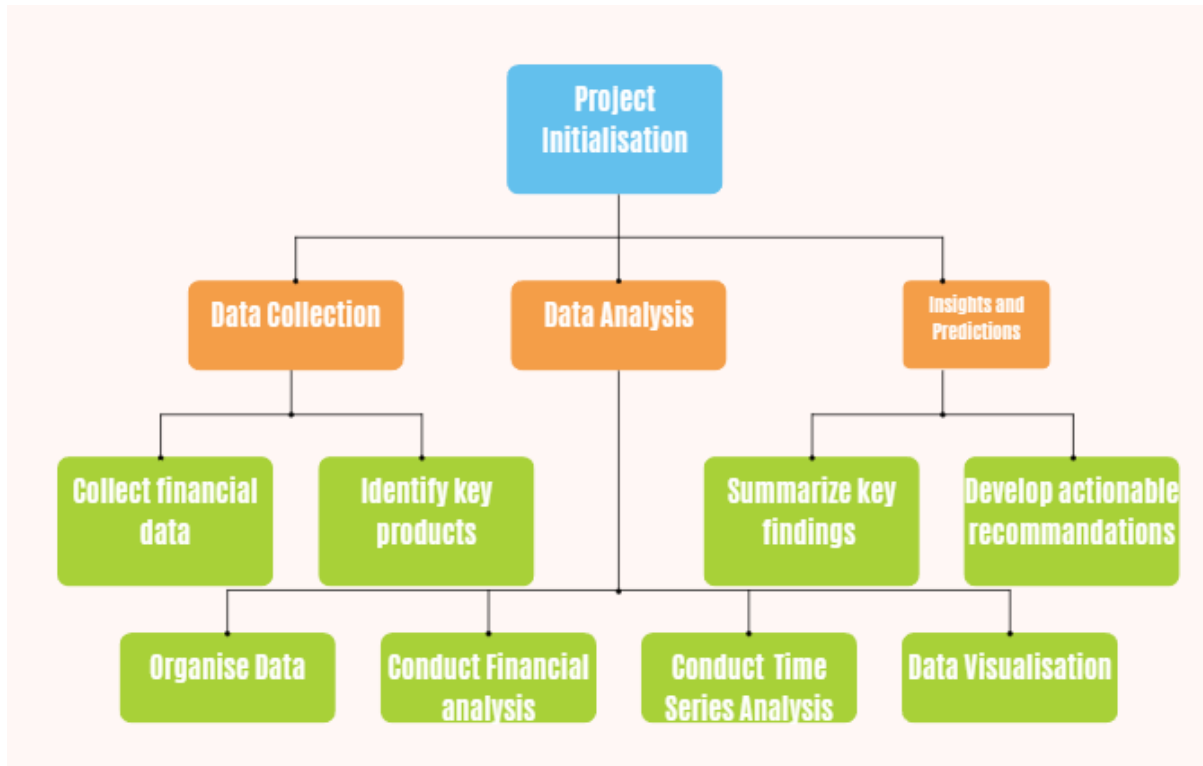 Project
Initialisation
Data Collection
Data Analysis
Insights and
Predictions
Collect financial
data
Identify key
products
Summarize key
findings
Develop actionable
recommandations
Organise Data
Conduct Financial
analysis
Conduct Time
Series Analysis
Data Visualisation